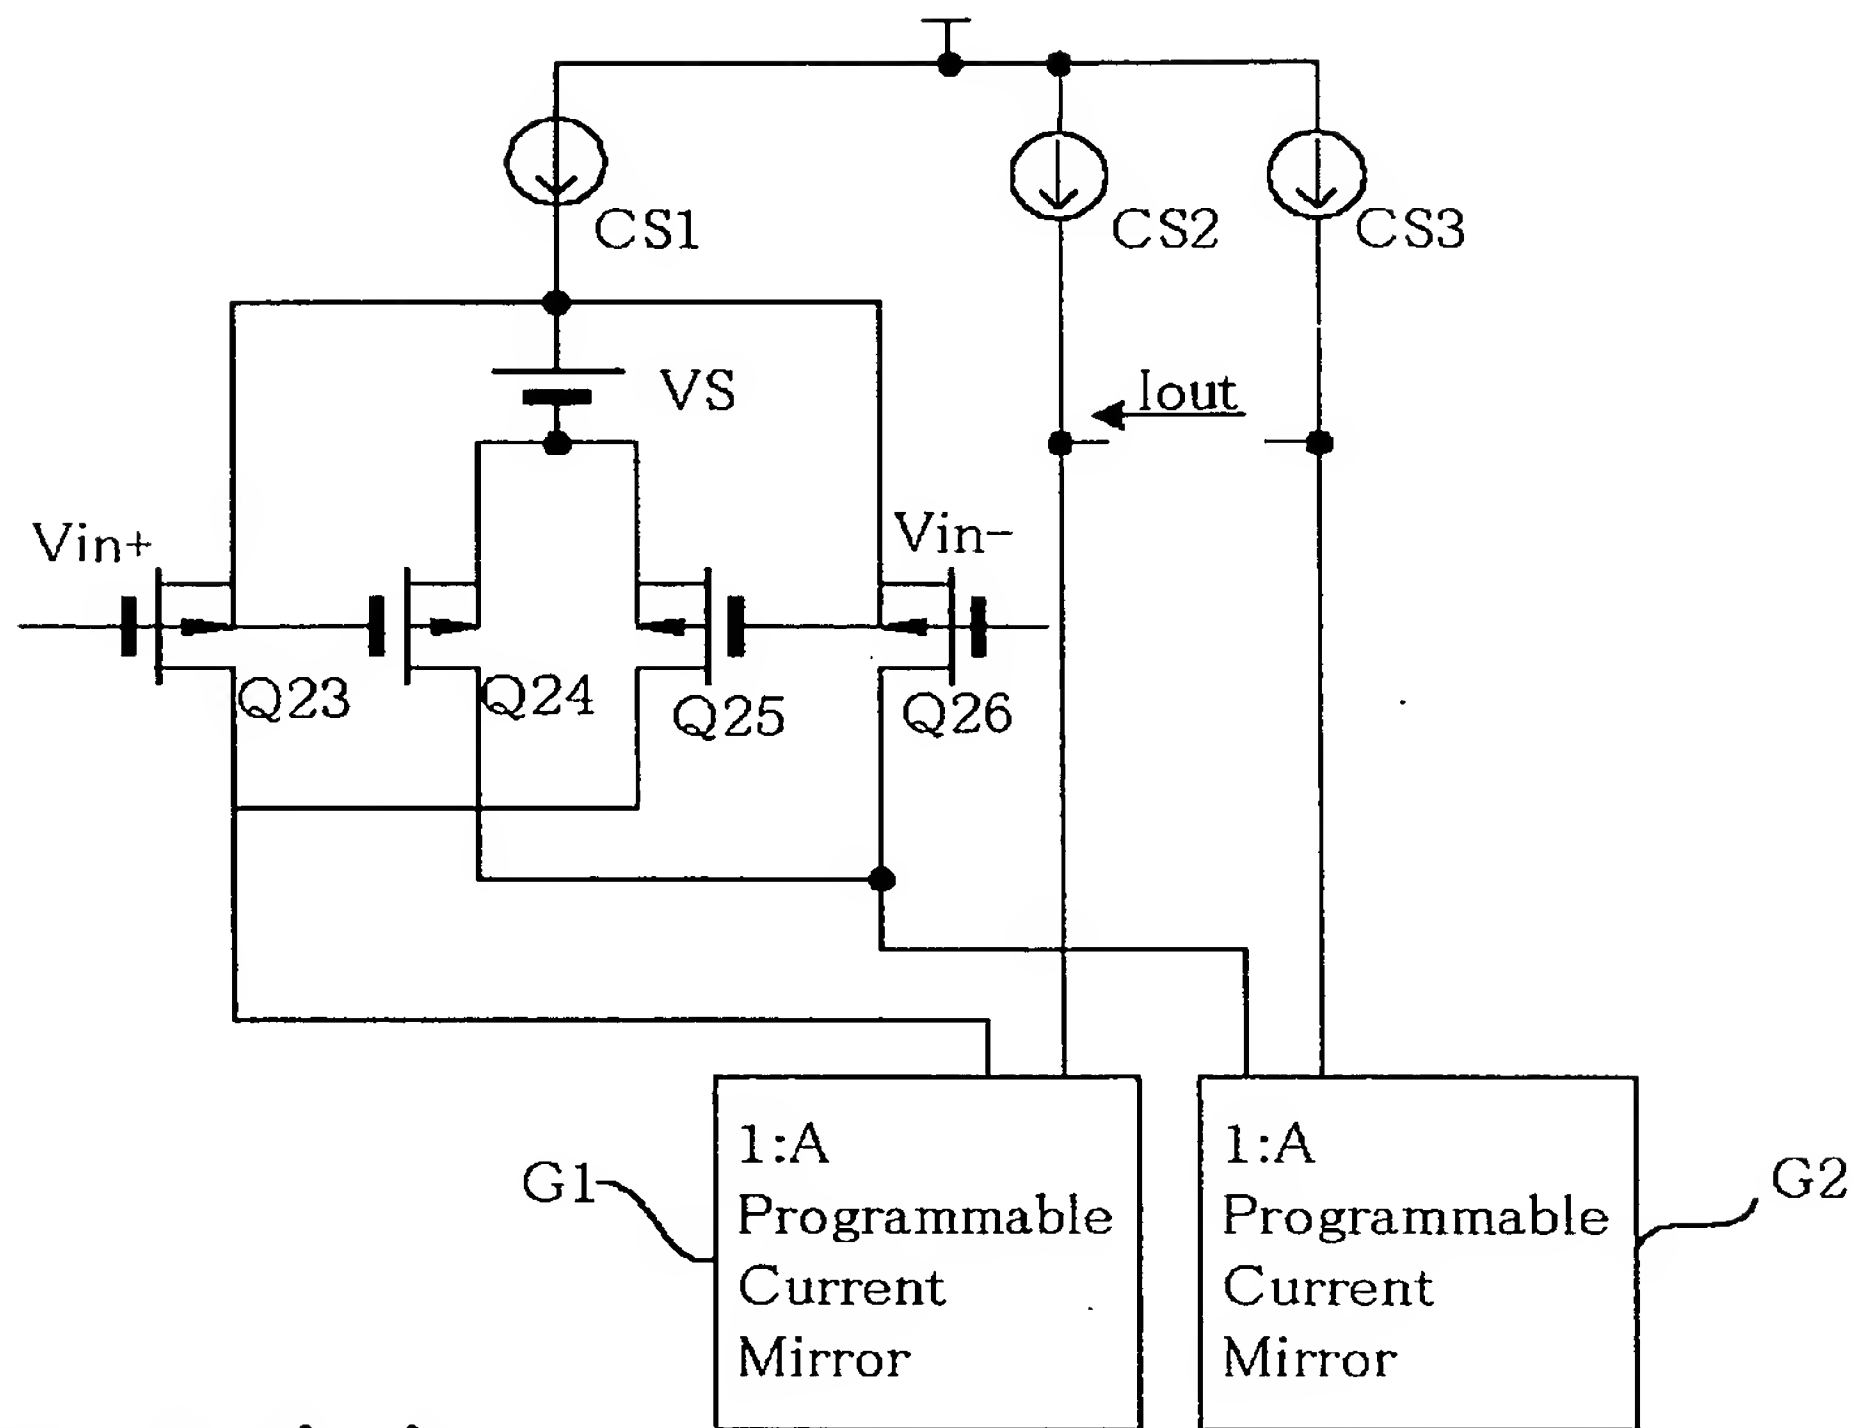 CS1
CS2
CS3
VS
Iout
Vin+
Vin-
Q23
Q24
Q25
Q26
G1
1:A
Programmable
Current
Mirror
1:A
Programmable
Current
Mirror
G2